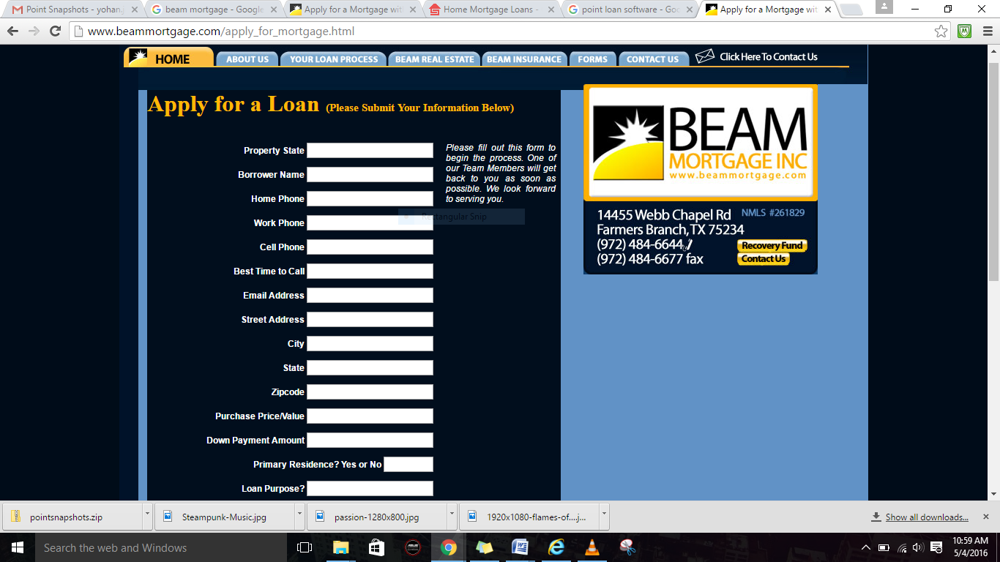 Point Snapshots - yohan.j
beam mortgage - Google
Apply for a Mortgage wit
Home Mortgage Loans -
point loan software - Goo
Apply for a Mortgage wit
www.beammortgage.com/apply_for_mortgage.html
HOME
ABOUT US
YOUR LOAN PROCESS
BEAM REAL ESTATE
BEAM INSURANCE
FORMS
CONTACT US
Click Here To Contact Us
Apply for a Loan (Please Submit Your Information Below)
Property State
Borrower Name
Home Phone
Work Phone
Cell Phone
Best Time to Call
Email Address
Street Address
City
State
Zipcode
Purchase Price/Value
Down Payment Amount
Primary Residence? Yes or No
Loan Purpose?
Please fill out this form to
begin the process. One of
our Team Members will get
back to you as soon as
possible. We look forward
to serving you.
Rectangular Snip
BEAM
MORTGAGE INC
www.beammortgage.com
14455 Webb Chapel Rd
NMLS #261829
Farmers Branch, TX 75234
(972) 484-6644
Recovery Fund
(972) 484-6677 fax
Contact Us
pointsnapshots.zip
Steampunk-Music.jpg
passion-1280x800.jpg
1920x1080-flames-of....j...
Show all downloads...
Search the web and Windows
10:59 AM
5/4/2016